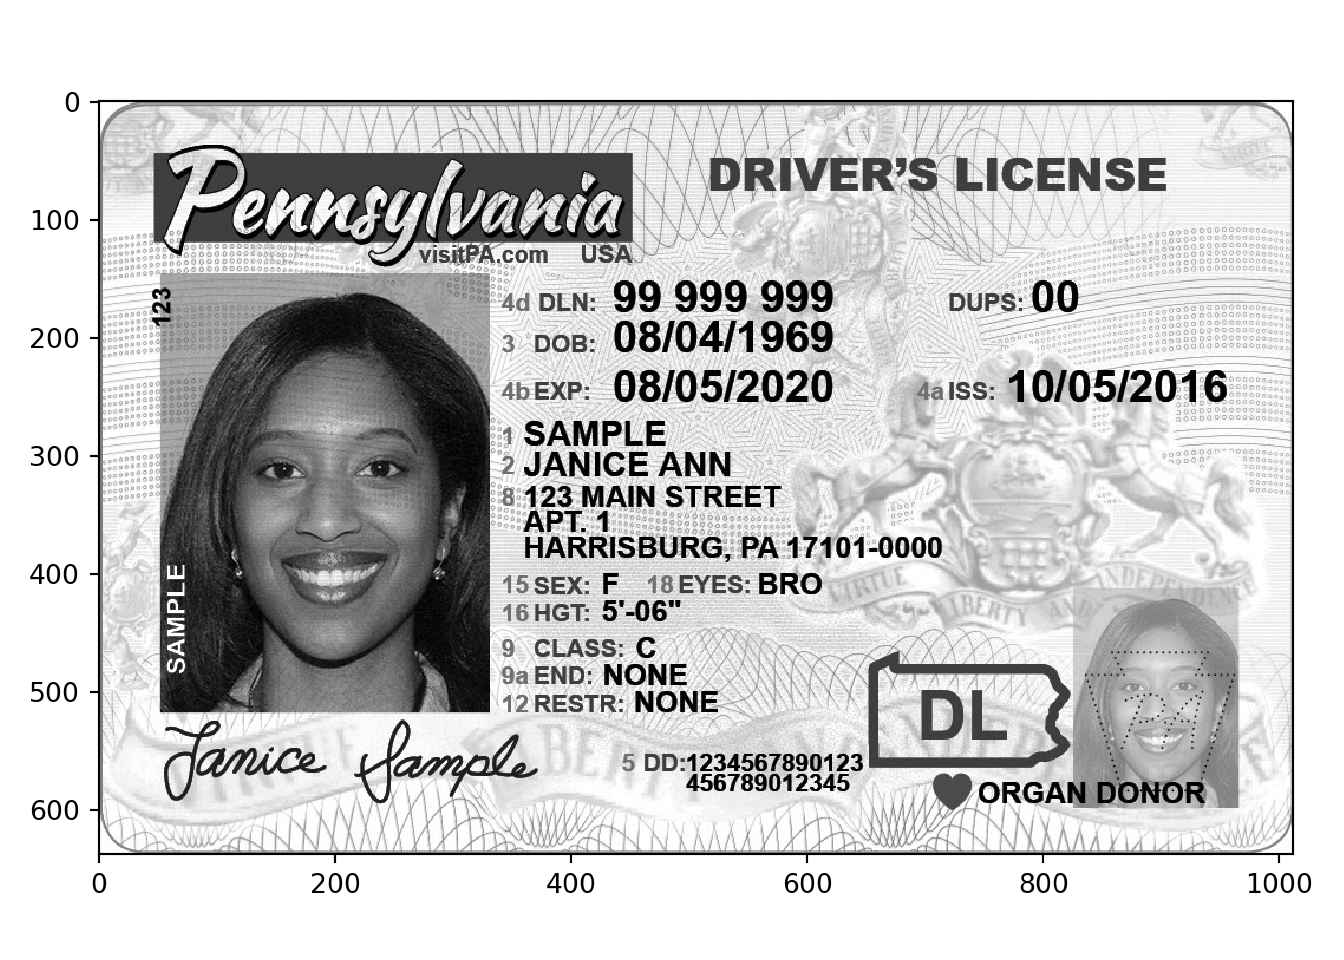 Pennsylvania
visitPA.com USA
DRIVER'S LICENSE
123
SAMPLE
4d DLN: 99 999 999 DUPS: 00
3 DOB: 08/04/1969
4b EXP: 08/05/2020 4a ISS: 10/05/2016
1 SAMPLE
2 JANICE ANN
8 123 MAIN STREET
APT. 1
HARRISBURG, PA 17101-0000
15 SEX: F 18 EYES: BRO
16 HGT: 5'-06"
9 CLASS: C
9a END: NONE
12 RESTR: NONE
Janice Sample
5 DD: 1234567890123
456789012345
DL
ORGAN DONOR
VIRTUE LIBERTY AND INDEPENDENCE
0
100
200
300
400
500
600
0 200 400 600 800 1000